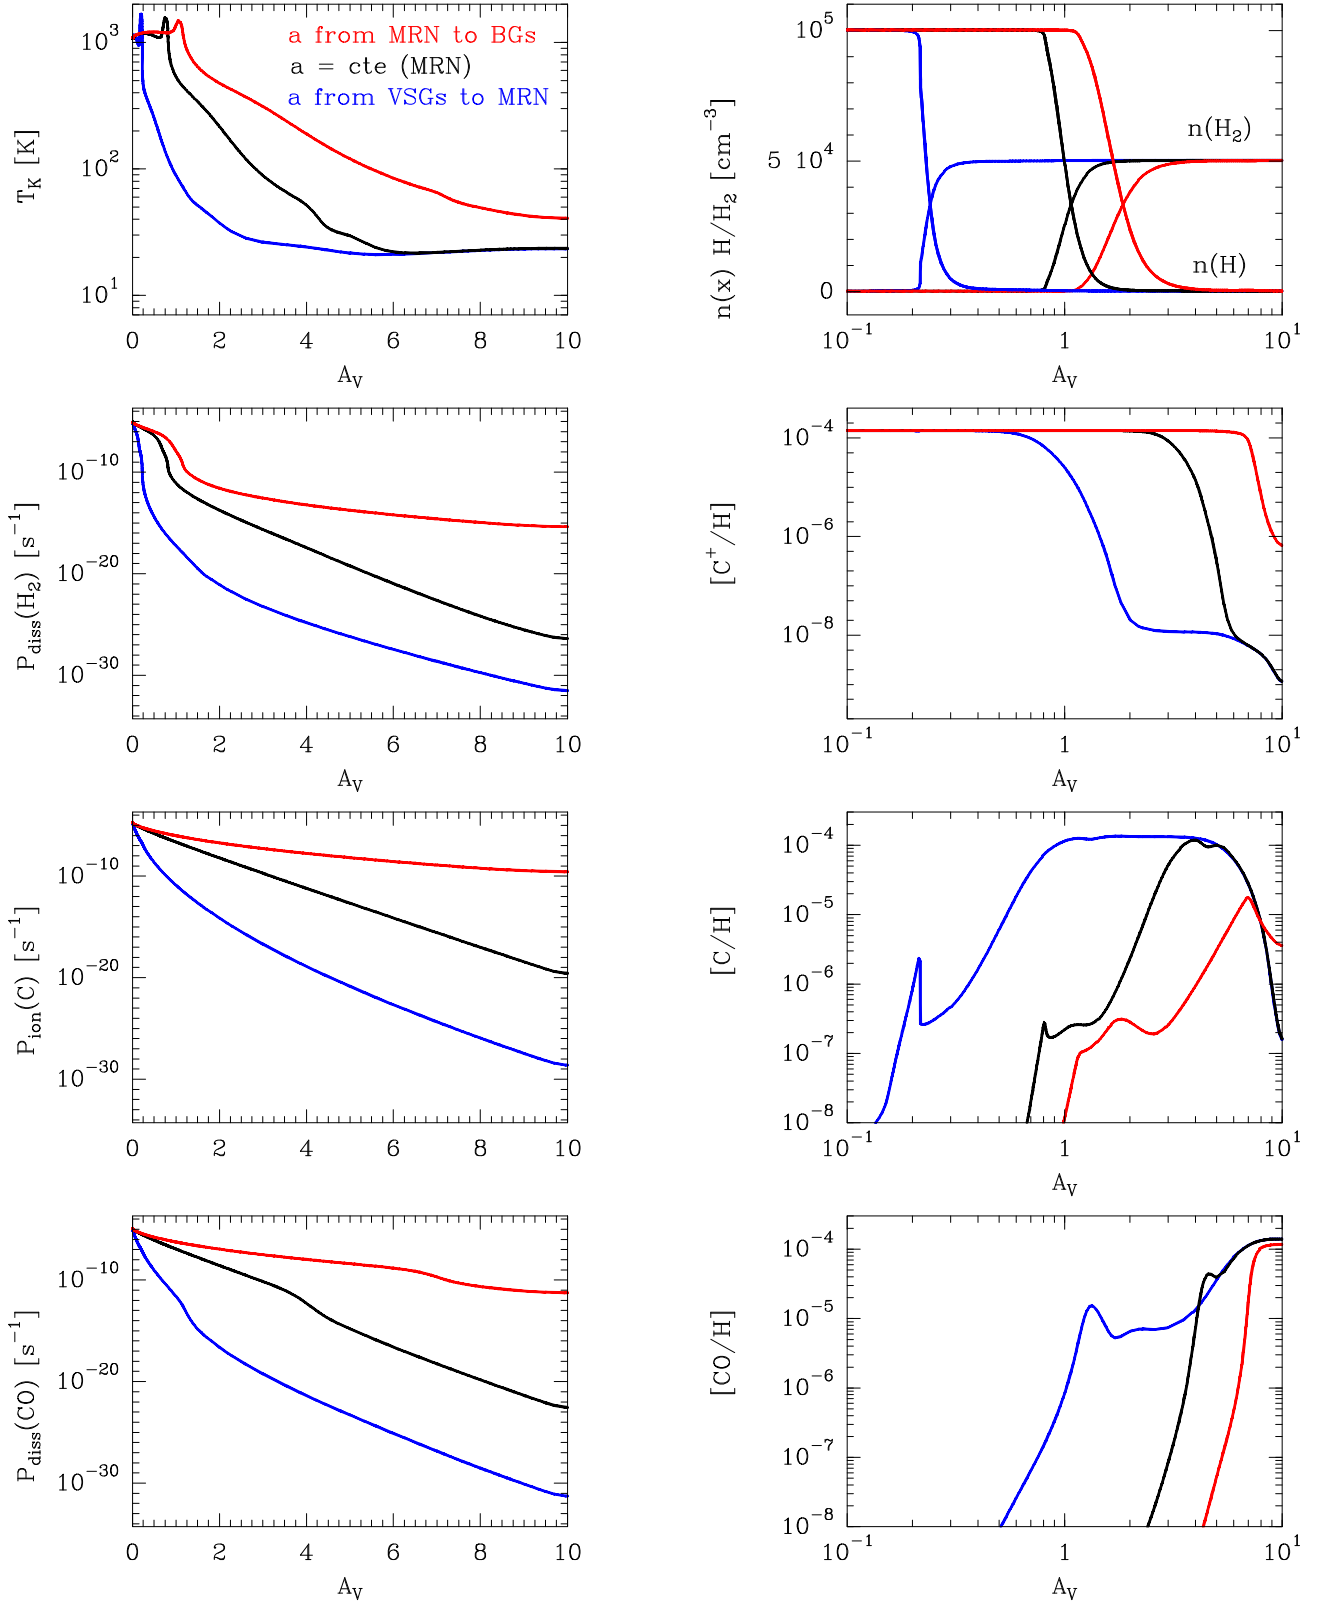 a from MRN to BGs
a = cte (MRN)
a from VSGs to MRN
T_K [K]
10³
10²
10¹
0 2 4 6 8 10
A_V
n(x) H/H₂ [cm⁻³]
10⁵
5 10⁴
0
n(H₂)
n(H)
10⁻¹ 1 10¹
A_V
P_diss(H₂) [s⁻¹]
10⁻¹⁰
10⁻²⁰
10⁻³⁰
0 2 4 6 8 10
A_V
[C⁺/H]
10⁻⁴
10⁻⁶
10⁻⁸
10⁻¹ 1 10¹
A_V
P_ion(C) [s⁻¹]
10⁻¹⁰
10⁻²⁰
10⁻³⁰
0 2 4 6 8 10
[C/H]
10⁻⁴
10⁻⁵
10⁻⁶
10⁻⁷
10⁻⁸
10⁻¹ 1 10¹
A_V
P_diss(CO) [s⁻¹]
10⁻¹⁰
10⁻²⁰
10⁻³⁰
0 2 4 6 8 10
A_V
[CO/H]
10⁻⁴
10⁻⁵
10⁻⁶
10⁻⁷
10⁻⁸
10⁻¹ 1 10¹
A_V